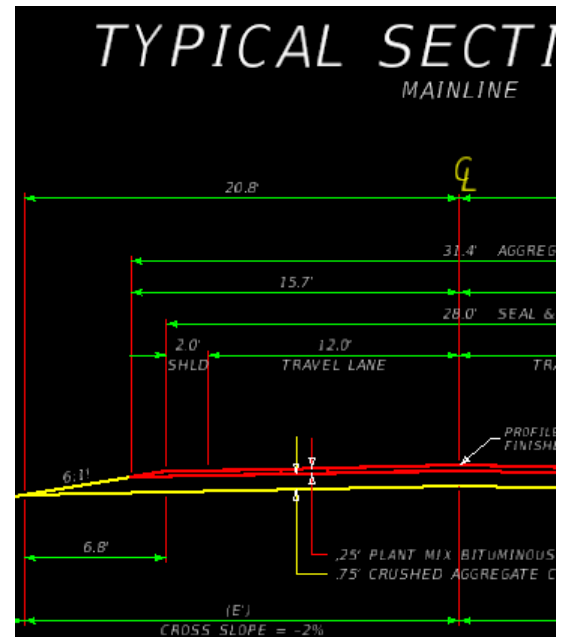 TYPICAL SECTI
MAINLINE
CL
20.8'
31.4' AGGREG
15.7'
28.0' SEAL &
2.0' 12.0'
SHLD TRAVEL LANE TRA
PROFILE
FINISHE
6:1'
6.8'
.25' PLANT MIX BITUMINOUS
.75' CRUSHED AGGREGATE C
(E')
CROSS SLOPE = -2%